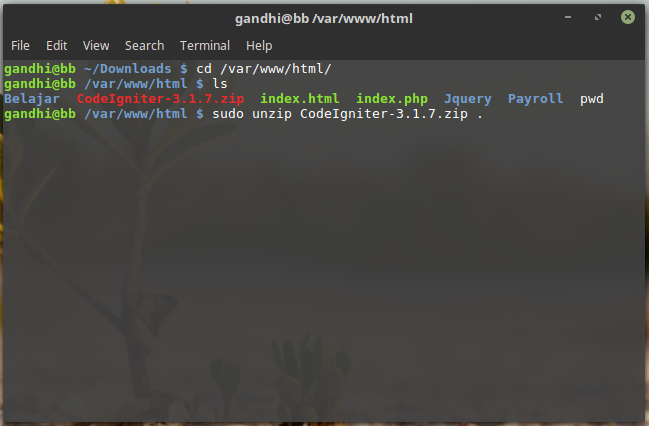 gandhi@bb /var/www/html
File Edit View Search Terminal Help
gandhi@bb ~/Downloads $ cd /var/www/html/
gandhi@bb /var/www/html $ ls
Belajar CodeIgniter-3.1.7.zip index.html index.php Jquery Payroll pwd
gandhi@bb /var/www/html $ sudo unzip CodeIgniter-3.1.7.zip .